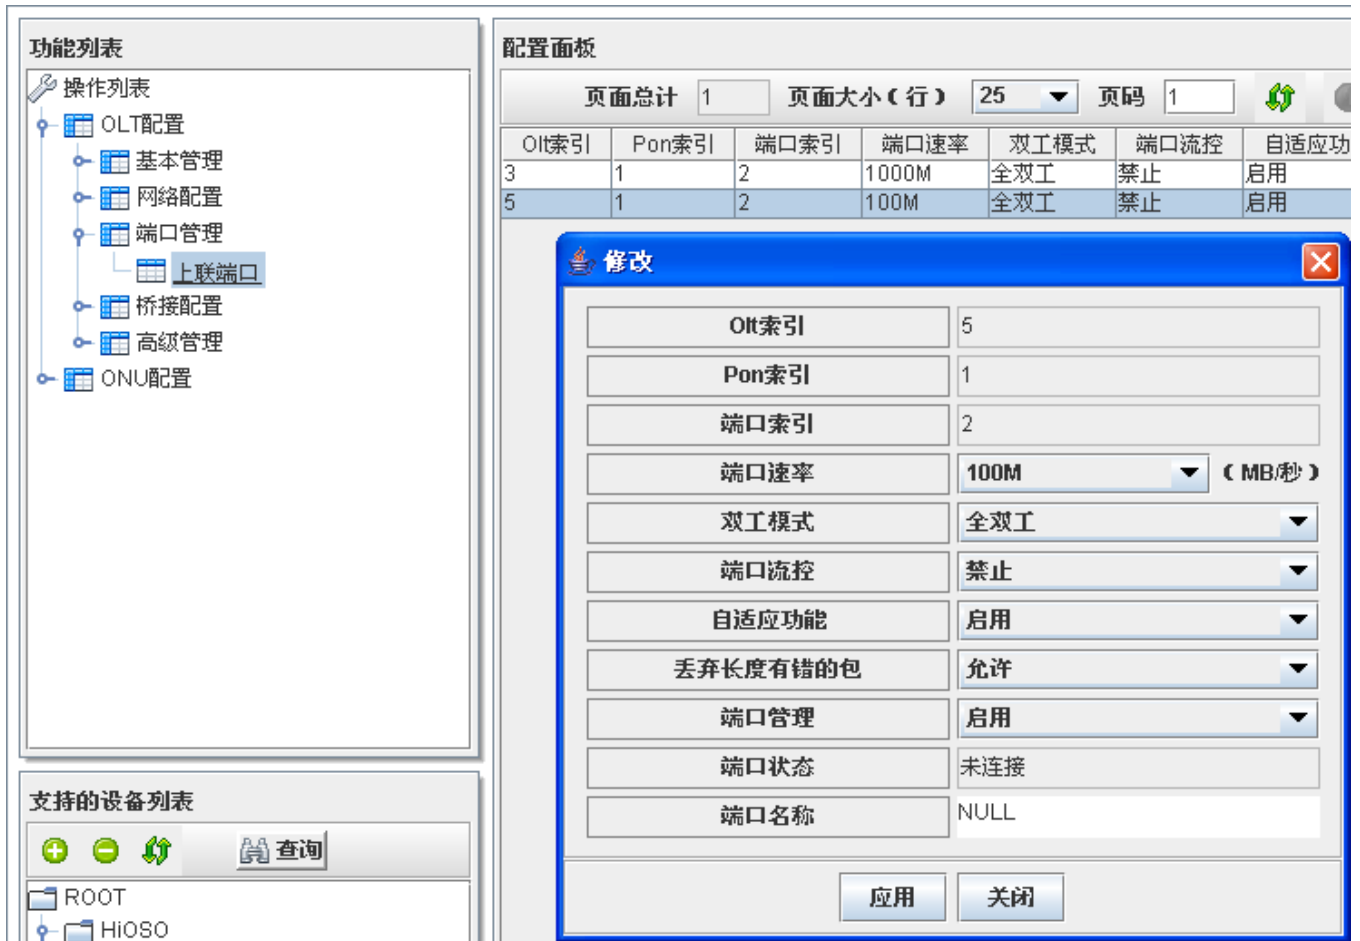 功能列表
操作列表
OLT配置
基本管理
网络配置
端口管理
上联端口
桥接配置
高级管理
ONU配置
支持的设备列表
查询
ROOT
HiOSO
配置面板
页面总计 1 页面大小(行) 25 页码 1
Olt索引 Pon索引 端口索引 端口速率 双工模式 端口流控 自适应功
3 1 2 1000M 全双工 禁止 启用
5 1 2 100M 全双工 禁止 启用
修改
Olt索引 5
Pon索引 1
端口索引 2
端口速率 100M (MB/秒)
双工模式 全双工
端口流控 禁止
自适应功能 启用
丢弃长度有错的包 允许
端口管理 启用
端口状态 未连接
端口名称 NULL
应用 关闭